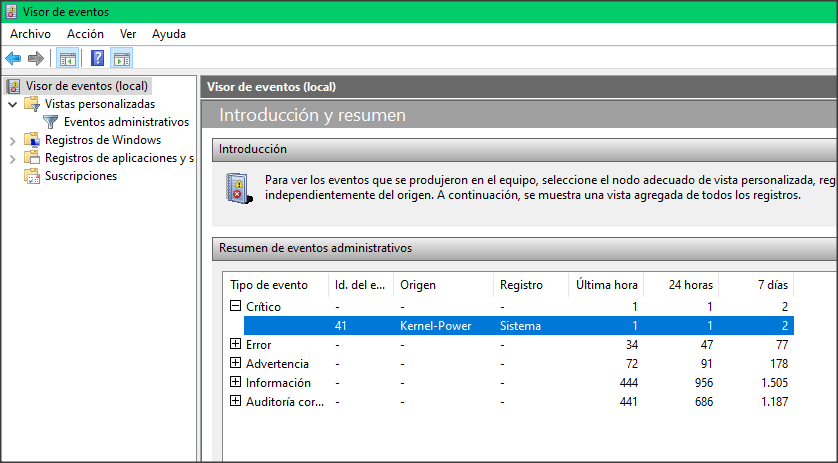 Visor de eventos
Archivo Acción Ver Ayuda
Visor de eventos (local)
Vistas personalizadas
Eventos administrativos
Registros de Windows
Registros de aplicaciones y s
Suscripciones
Visor de eventos (local)
Introducción y resumen
Introducción
Para ver los eventos que se produjeron en el equipo, seleccione el nodo adecuado de vista personalizada, reg
independientemente del origen. A continuación, se muestra una vista agregada de todos los registros.
Resumen de eventos administrativos
Tipo de evento Id. del e... Origen Registro Última hora 24 horas 7 días
Crítico - - - 1 1 2
41 Kernel-Power Sistema 1 1 2
Error - - - 34 47 77
Advertencia - - - 72 91 178
Información - - - 444 956 1.505
Auditoría cor... - - - 441 686 1.187